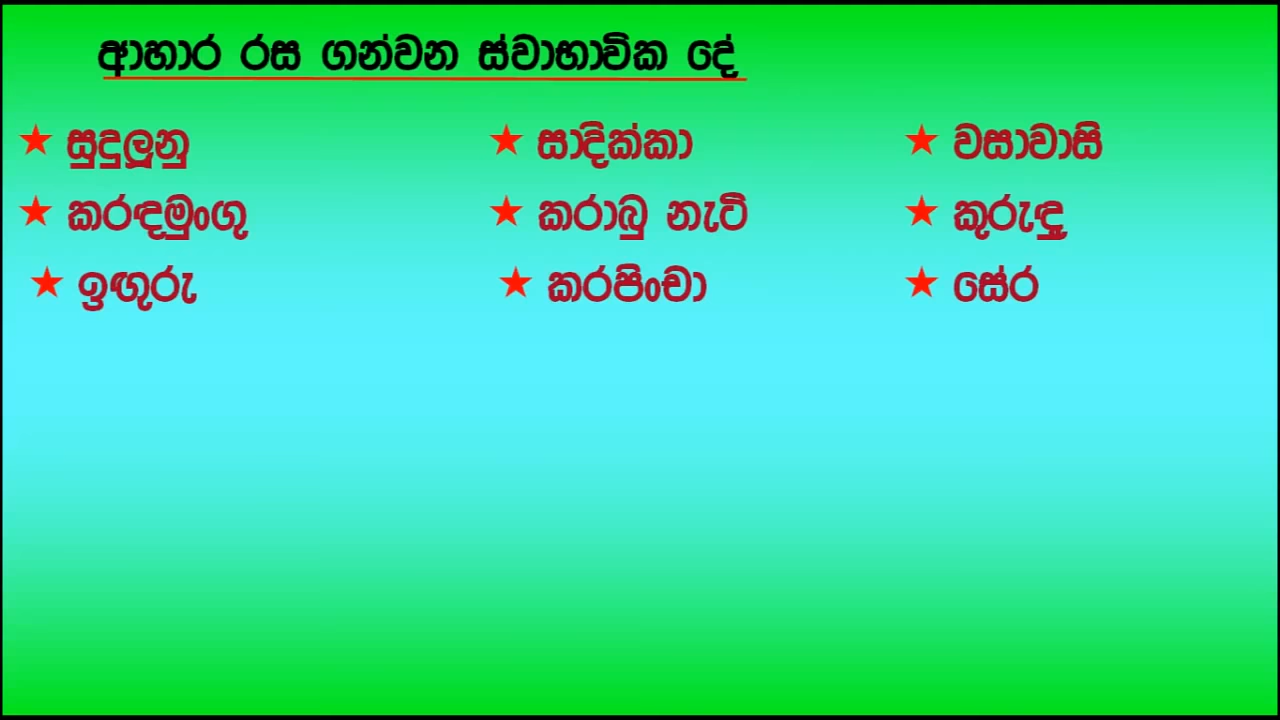 ආහාර රස ගන්වන ස්වාභාවික දේ
★ සුදුලූනු ★ සාදික්කා ★ වසාවාසි
★ කරඳමුංගු ★ කරාබු නැටි ★ කුරුඳු
★ ඉඟුරු ★ කරපිංචා ★ සේර